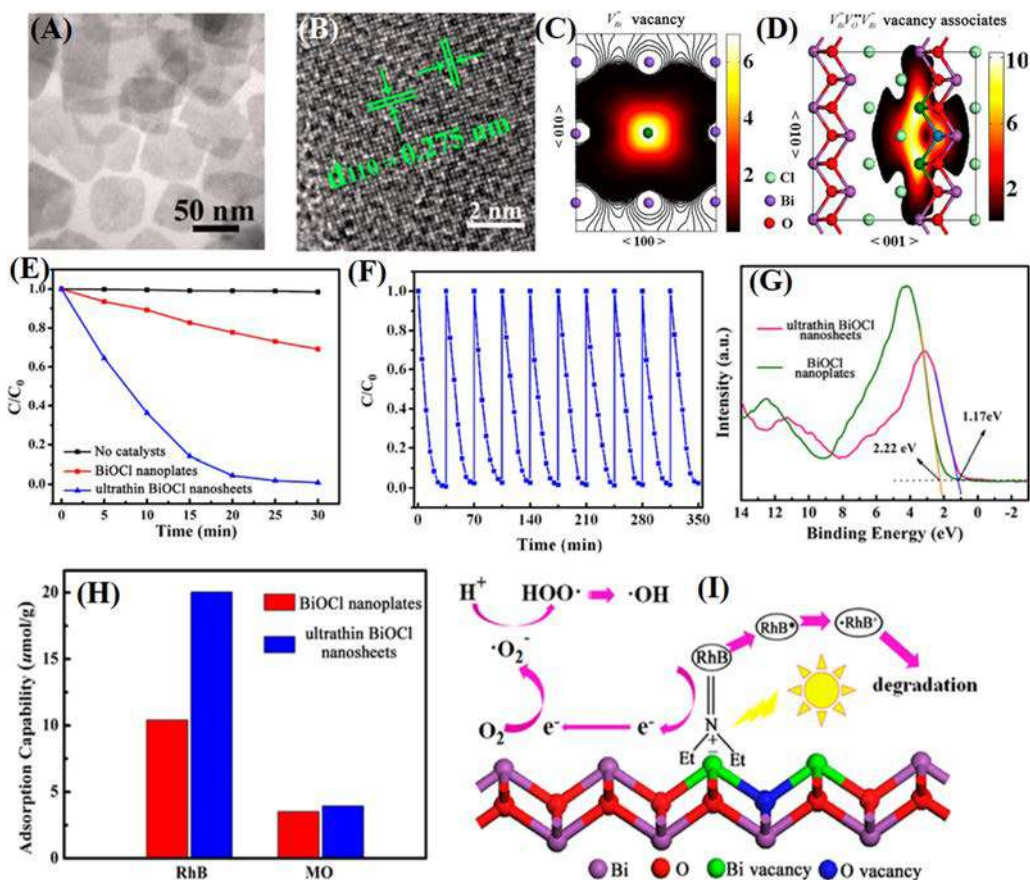 (A)
50 nm
(B)
d110 = 0.275 nm
2 nm
(C)
vacancy
6
4
2
< 010 >
< 100 >
(D)
vacancy associates
10
6
2
< 010 >
Cl
Bi
O
< 001 >
(E)
C/C0
1.0
0.8
0.6
0.4
0.2
0.0
No catalysts
BiOCl nanoplates
ultrathin BiOCl nanosheets
0 5 10 15 20 25 30
Time (min)
(F)
C/C0
1.0
0.8
0.6
0.4
0.2
0.0
0 70 140 210 280 350
Time (min)
(G)
Intensity (a.u.)
ultrathin BiOCl
nanosheets
BiOCl
nanoplates
1.17eV
2.22 eV
14 12 10 8 6 4 2 0 -2
Binding Energy (eV)
(H)
Adsorption Capability (umol/g)
20
15
10
5
0
BiOCl nanoplates
ultrathin BiOCl
nanosheets
RhB MO
(I)
H+ HOO· ·OH
·O2-
O2 e- e-
RhB
RhB* ·RhB+
degradation
N
+
Et Et
Bi O Bi vacancy O vacancy